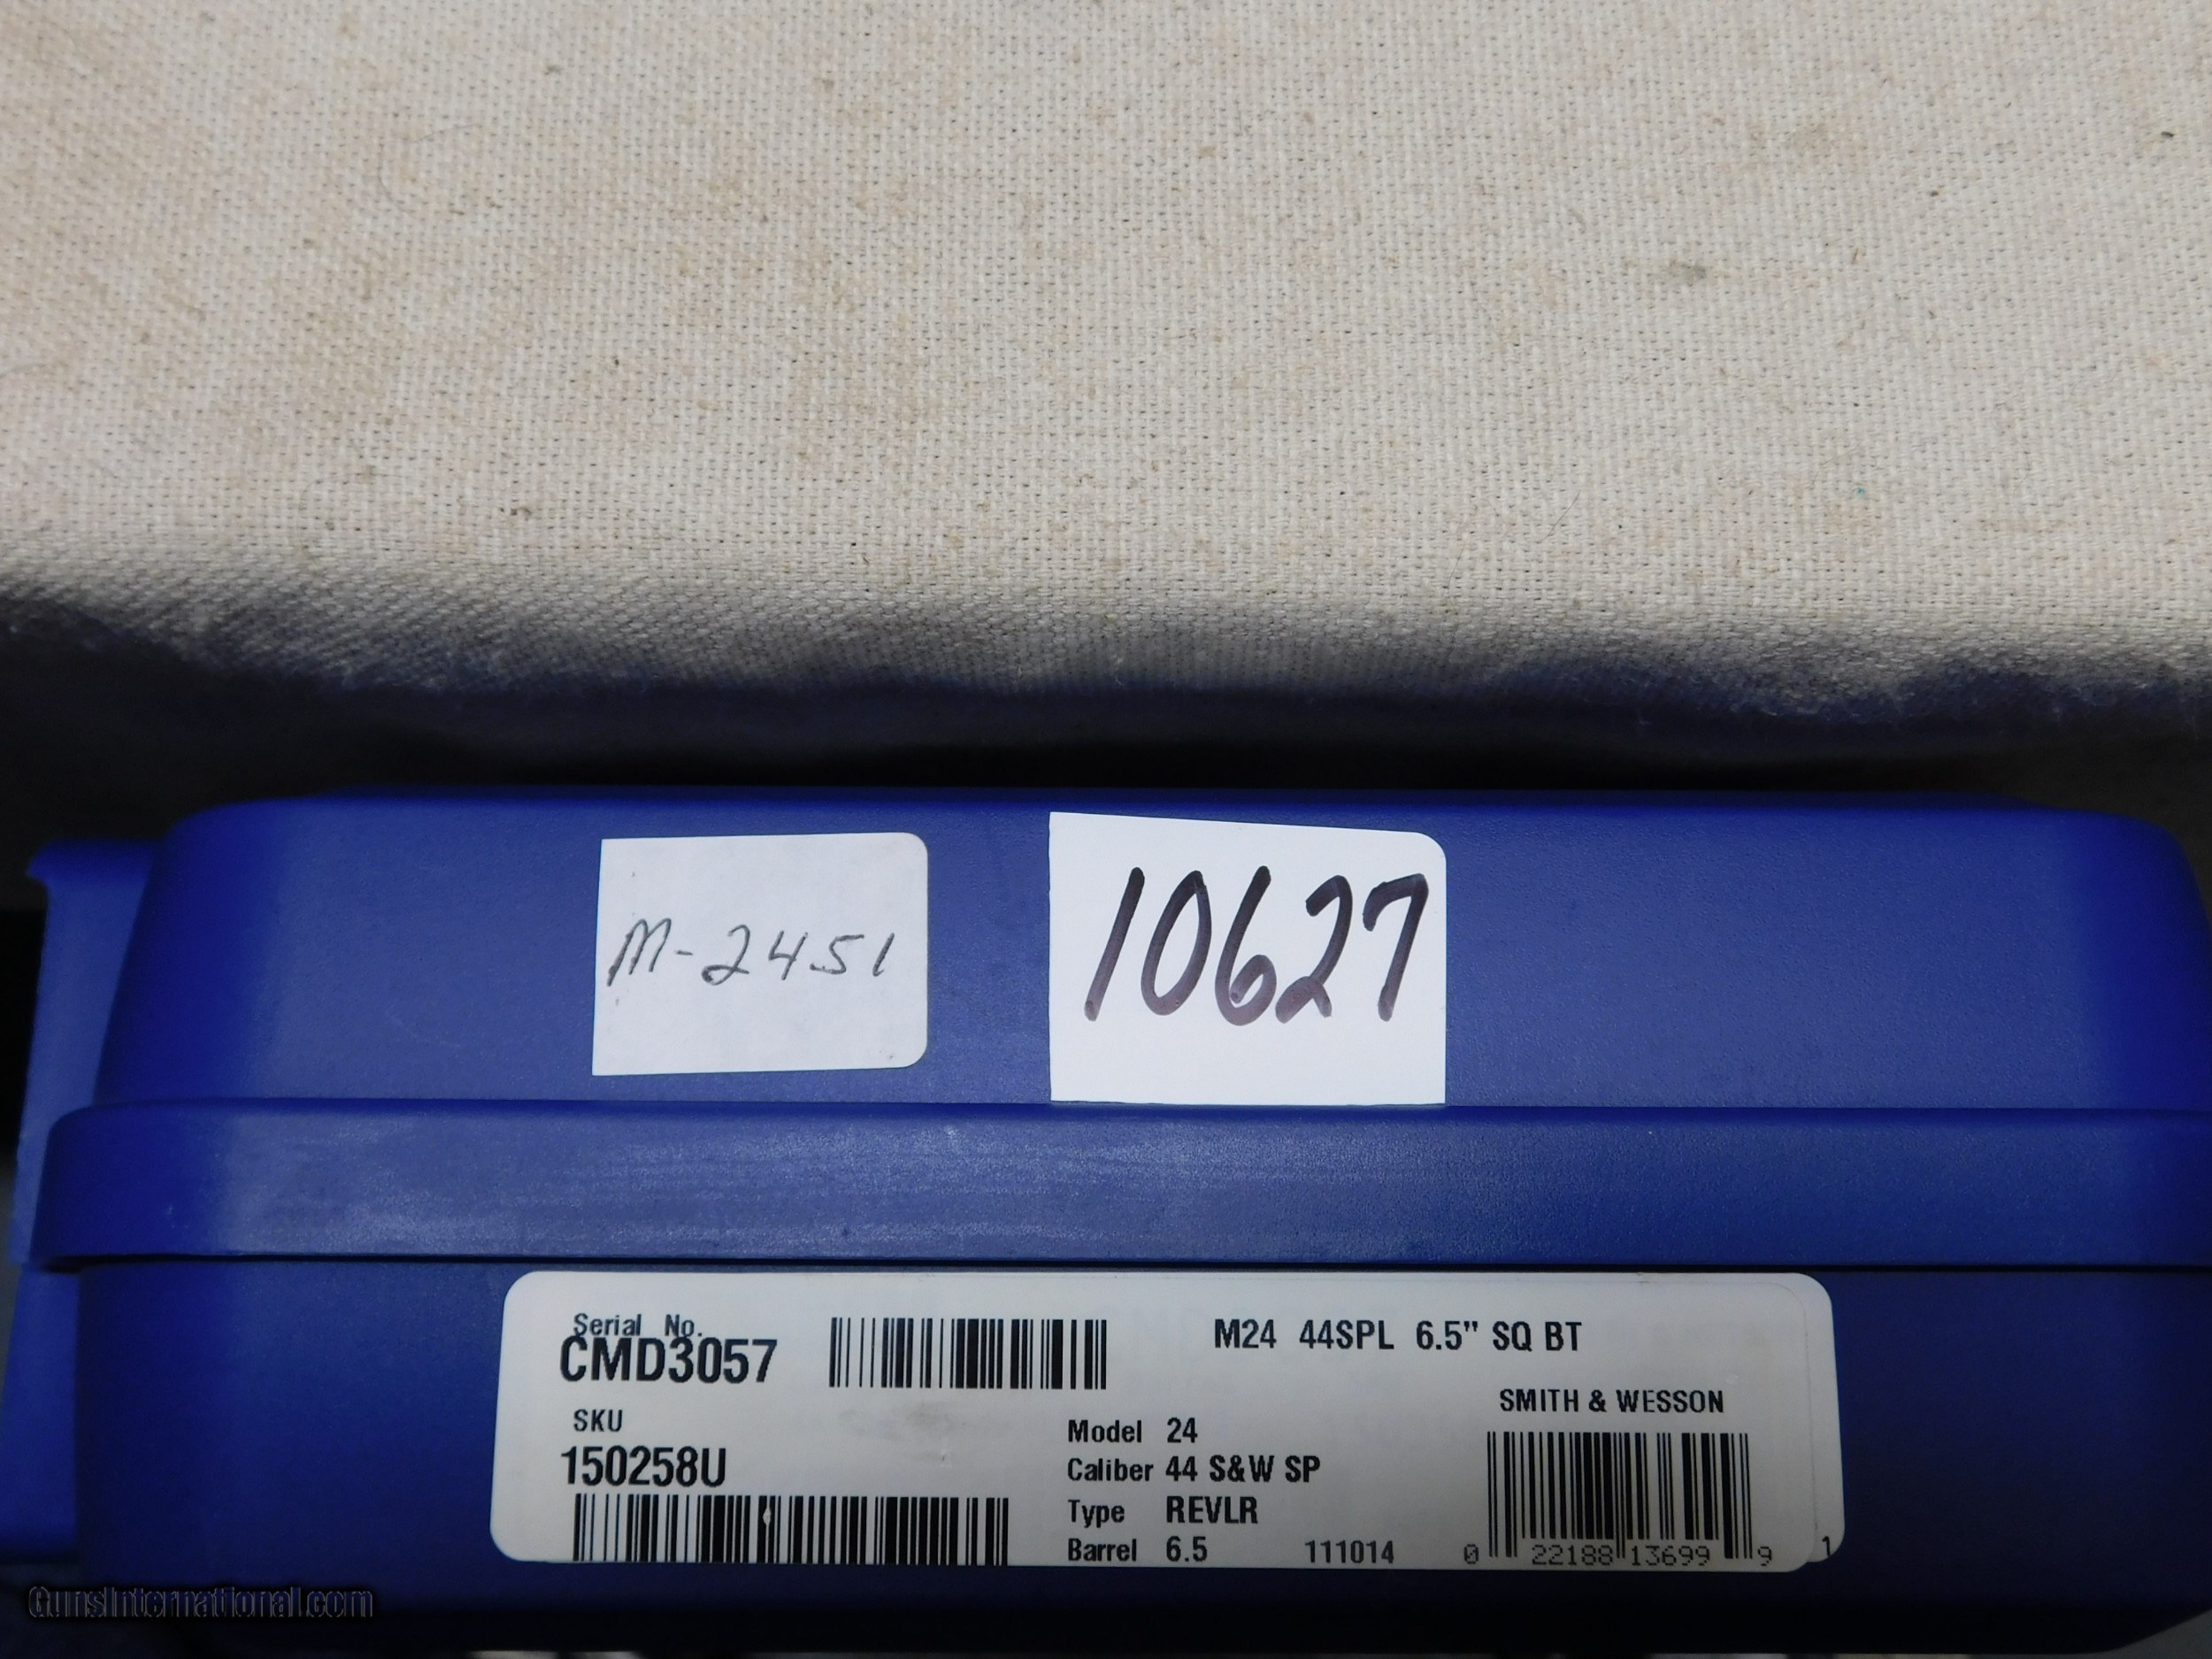 M-2451
10627
Serial No.
CMD3057
M24 44SPL 6.5" SQ BT
SMITH & WESSON
SKU
150258U
Model 24
Caliber 44 S&W SP
Type REVLR
Barrel 6.5 111014
0 22188 13699 9 1
GunsInternational.com